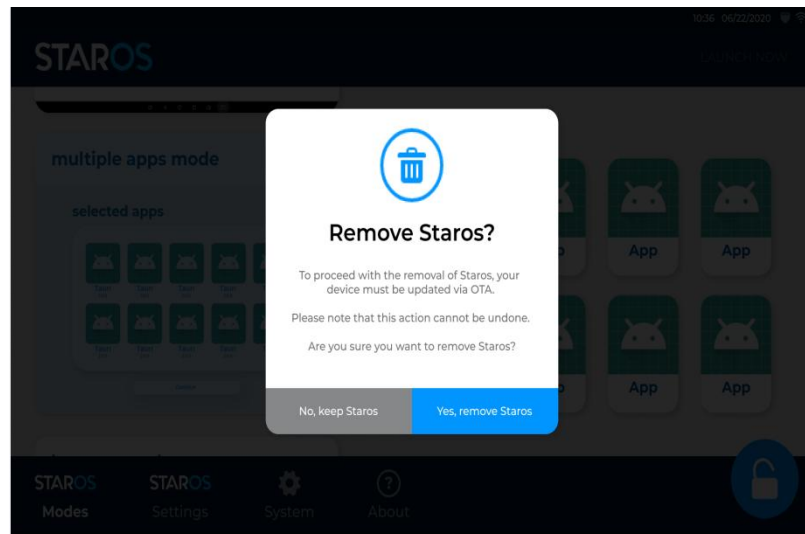 10:36 06/22/2020
STAROS
LAUNCH NOW
multiple apps mode
selected apps
Remove Staros?
To proceed with the removal of Staros, your
device must be updated via OTA.
Please note that this action cannot be undone.
Are you sure you want to remove Staros?
No, keep Staros
Yes, remove Staros
App
App
App
App
STAROS
Modes
STAROS
Settings
System
?
About